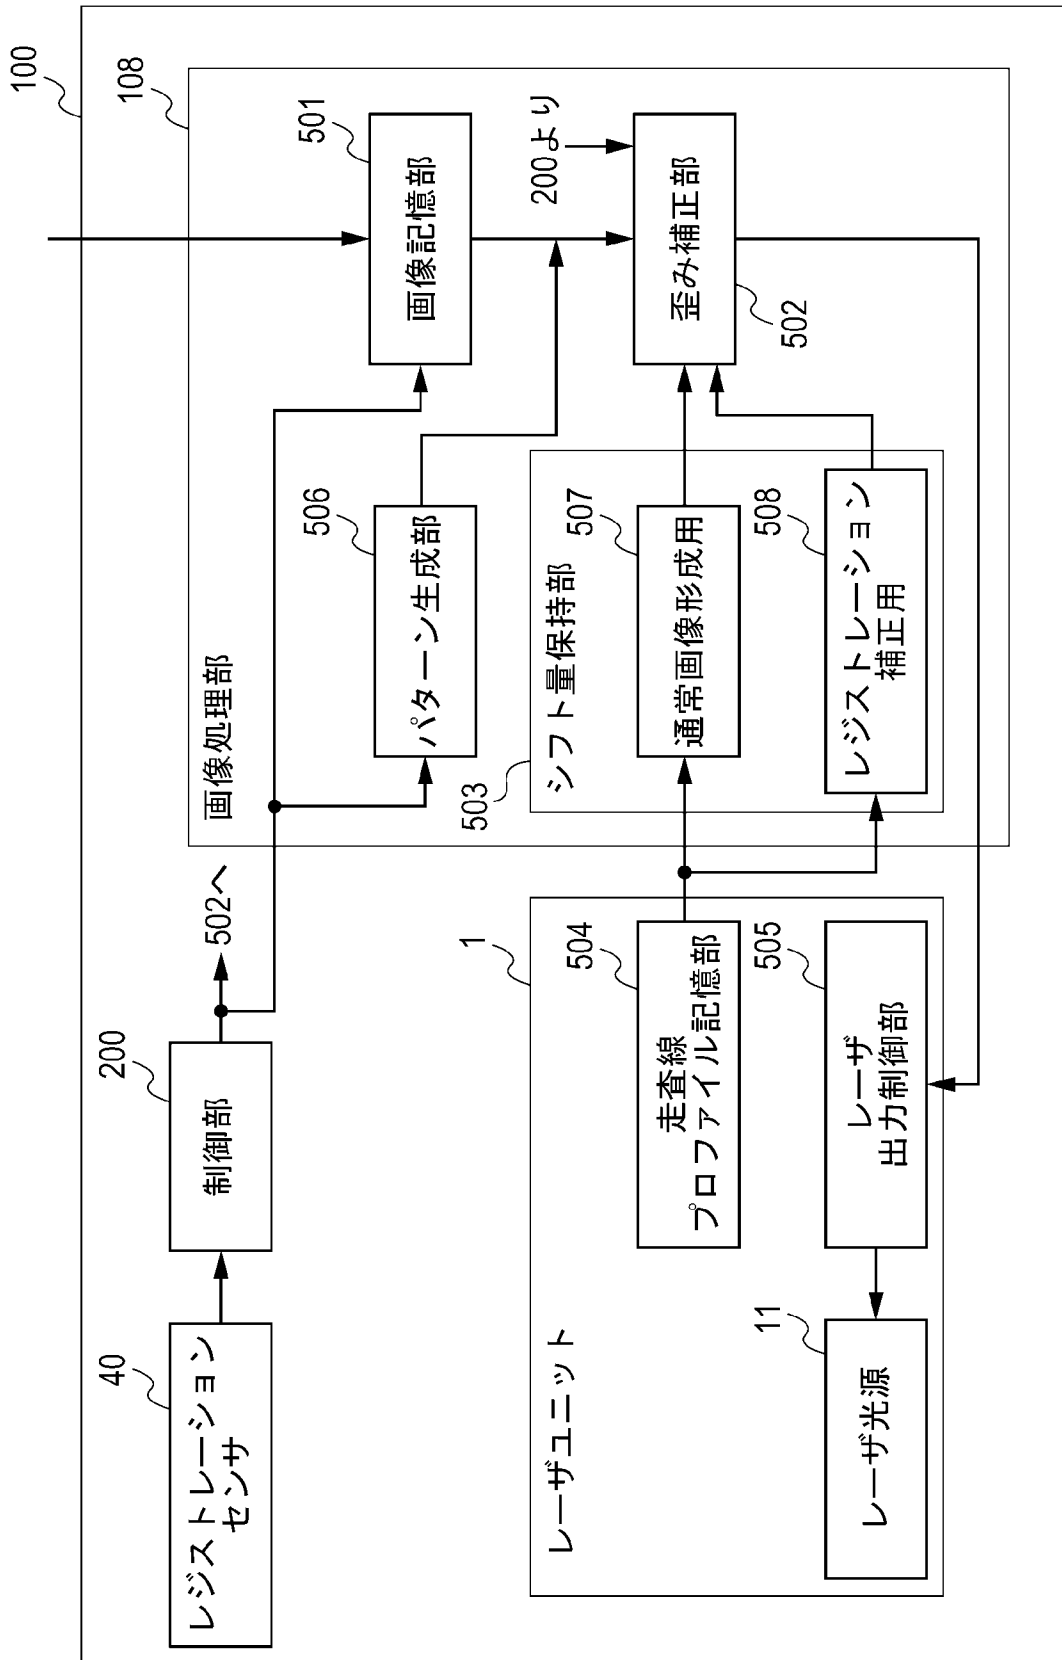 100
108
画像処理部
501
画像記憶部
200より
歪み補正部
502
506
パターン生成部
503
シフト量保持部
507
通常画像形成用
508
レジストレーション
補正用
502へ
200
制御部
40
レジストレーション
センサ
1
レーザユニット
504
走査線
プロファイル記憶部
505
レーザ
出力制御部
11
レーザ光源